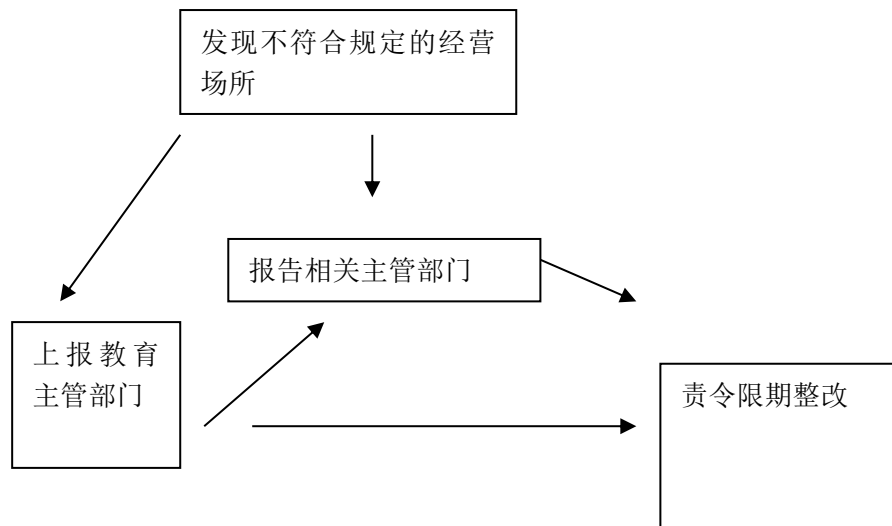 发现不符合规定的经营
场所
报告相关主管部门
上报教育
主管部门
责令限期整改